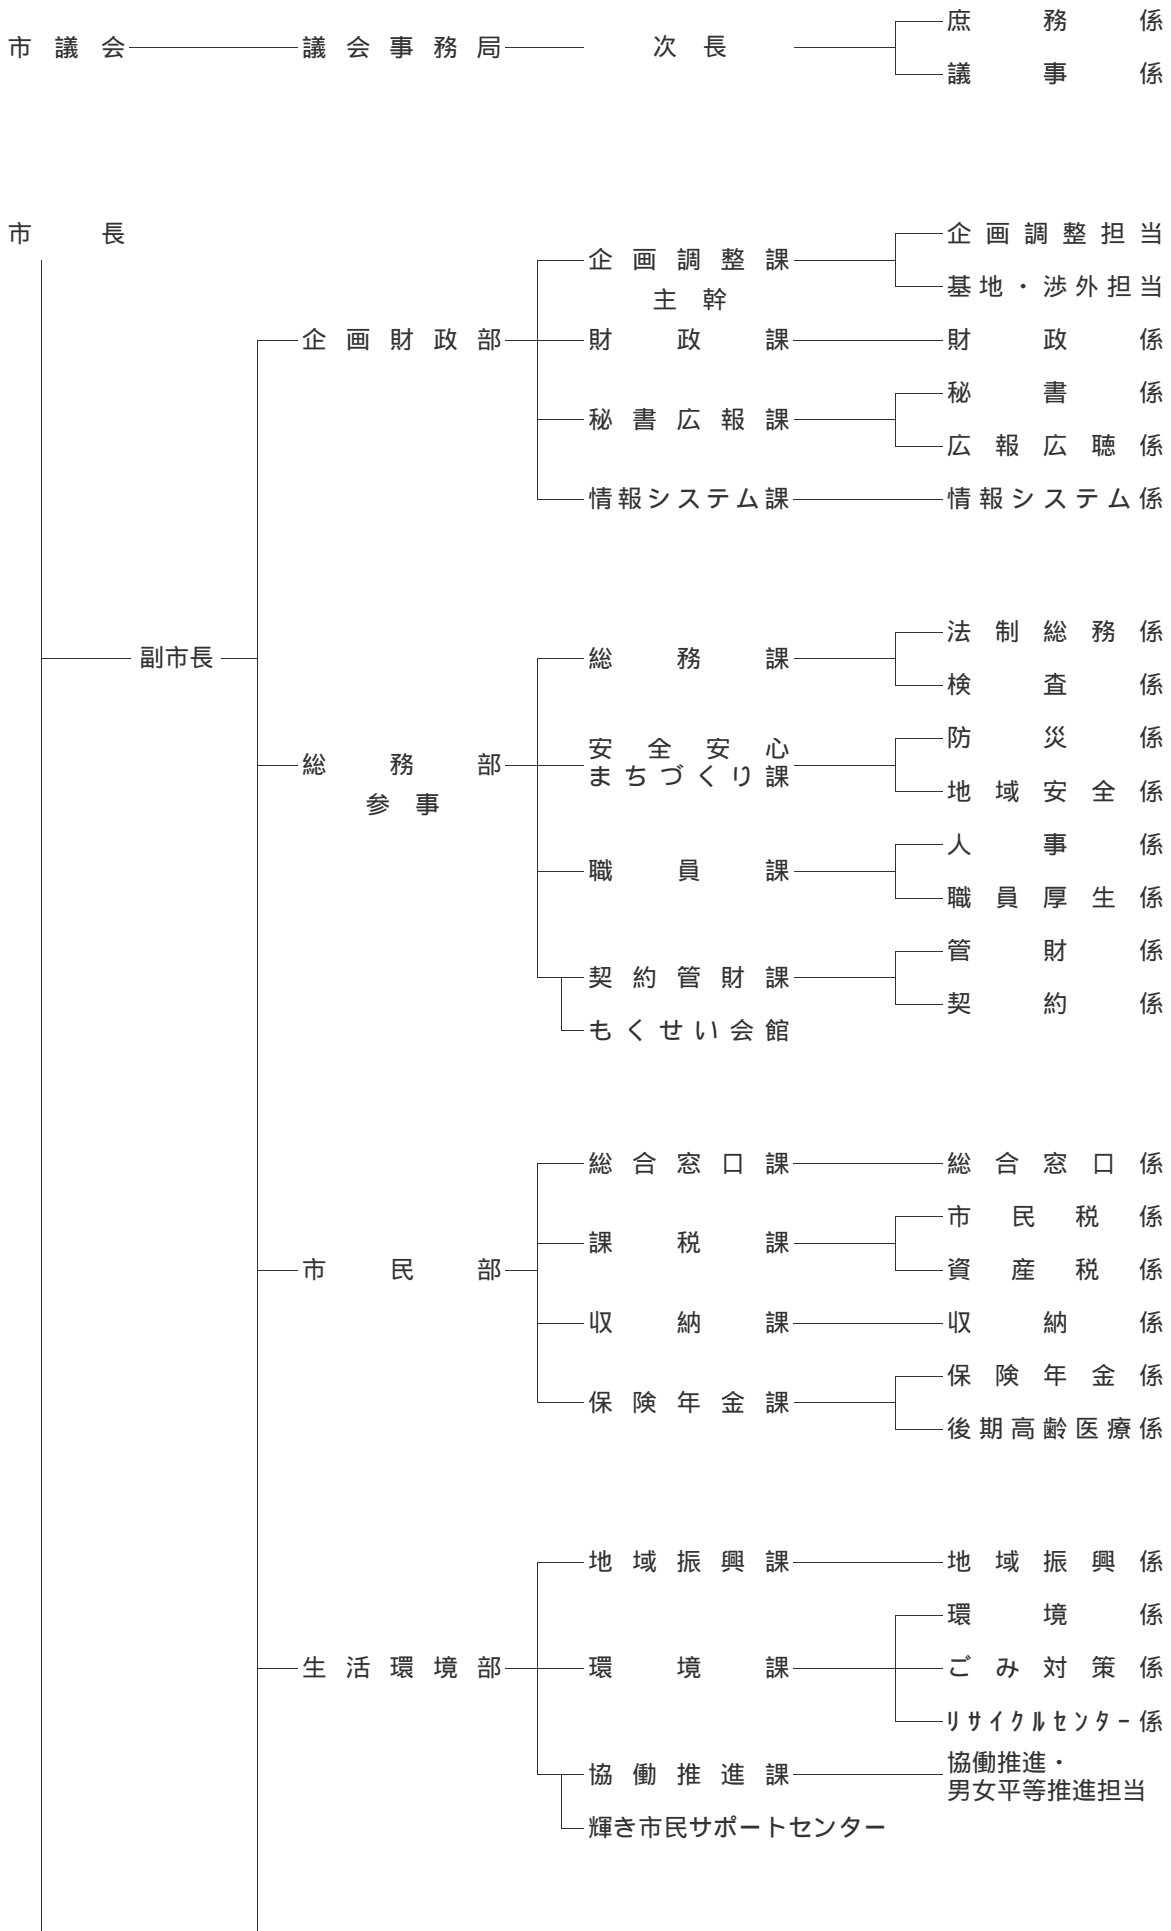 庶務係
市議会 議会事務局 次長
議事係
市長
企画調整担当
企画調整課
基地・渉外担当
主幹
企画財政部 財政課 財政係
秘書係
秘書広報課
広報広聴係
情報システム課 情報システム係
法制総務係
副市長 総務課
検査係
防災係
安全安心
総務部
まちづくり課
地域安全係
参事
人事係
職員課
職員厚生係
管財係
契約管財課
契約係
もくせい会館
総合窓口課 総合窓口係
市民税係
課税課
市民部 資産税係
収納課 収納係
保険年金係
保険年金課
後期高齢医療係
地域振興課 地域振興係
環境係
生活環境部 環境課 ごみ対策係
ﾘｻｲｸﾙｾﾝﾀｰ係
協働推進・
協働推進課
男女平等推進担当
輝き市民サポートセンター